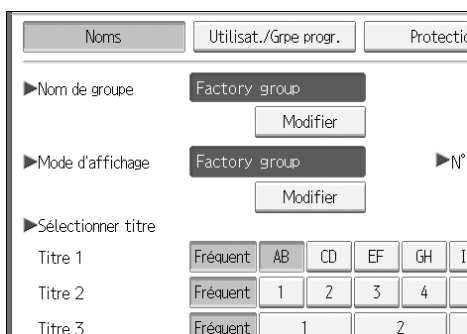 Noms Utilisat./Grpe progr. Protectio
▶Nom de groupe Factory group
Modifier
▶Mode d'affichage Factory group ▶N°
Modifier
▶Sélectionner titre
Titre 1 Fréquent AB CD EF GH I
Titre 2 Fréquent 1 2 3 4
Titre 3 Fréquent 1 2